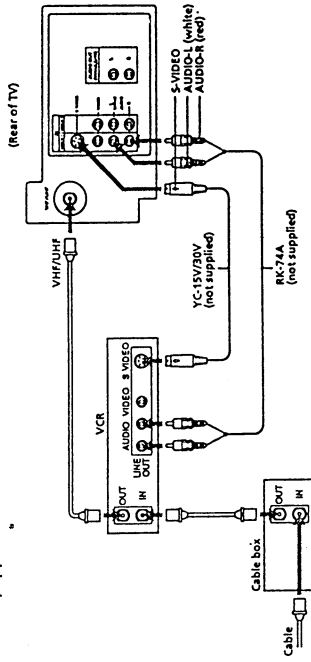 (Rear of TV)
S-VIDEO
AUDIO-L (white)
AUDIO-R (red)
VHF/UHF
YC-15V/30V
(not supplied)
RK-74A
(not supplied)
VCR
AUDIO VIDEO S VIDEO
LINE
OUT
OUT
IN
Cable box
OUT
IN
Cable